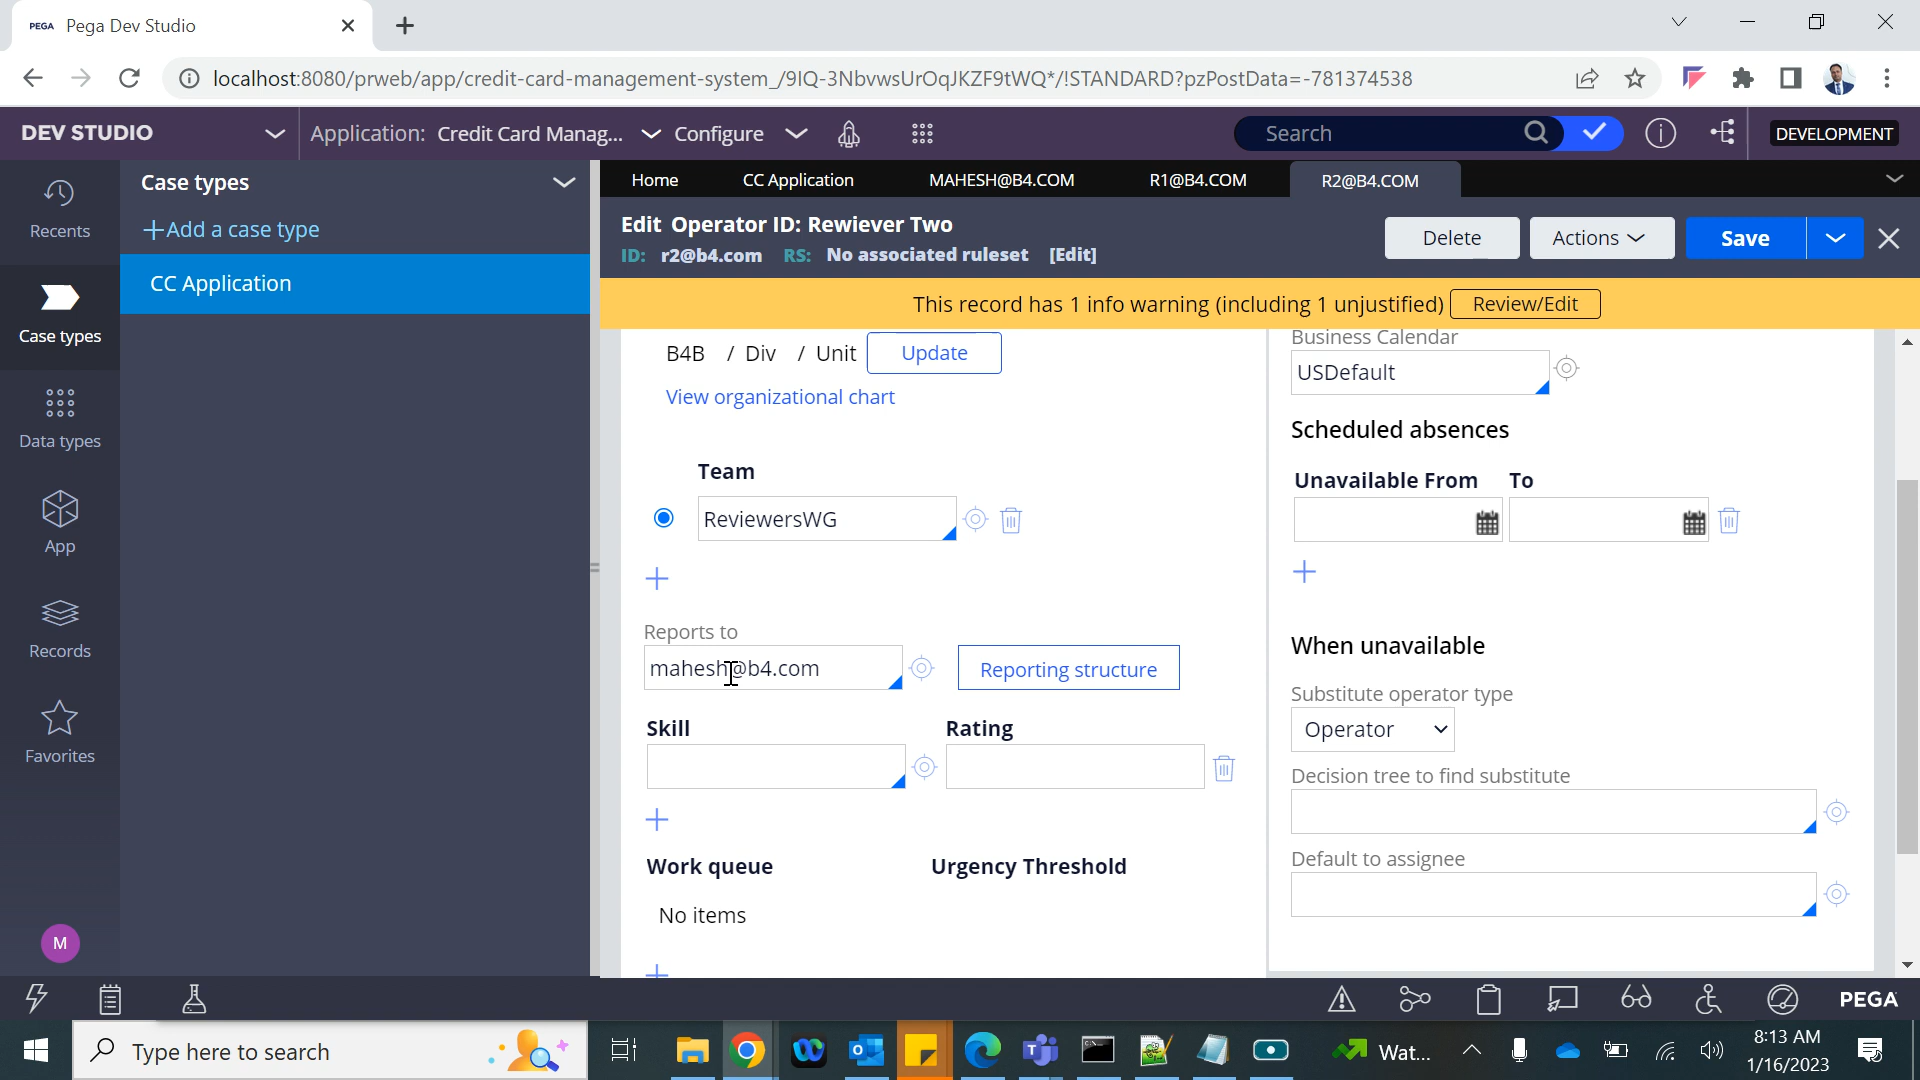 PEGA Pega Dev Studio
localhost:8080/prweb/app/credit-card-management-system_/9IQ-3NbvwsUrOqJKZF9tWQ*/!STANDARD?pzPostData=-781374538
DEV STUDIO
Application: Credit Card Manag...
Configure
Search
DEVELOPMENT
Recents
Case types
Data types
App
Records
Favorites
M
Case types
+Add a case type
CC Application
Home
CC Application
MAHESH@B4.COM
R1@B4.COM
R2@B4.COM
Edit Operator ID: Rewiever Two
ID: r2@b4.com RS: No associated ruleset [Edit]
Delete
Actions
Save
This record has 1 info warning (including 1 unjustified) Review/Edit
B4B / Div / Unit Update
View organizational chart
Team
ReviewersWG
Reports to
mahesh@b4.com
Reporting structure
Skill Rating
Work queue Urgency Threshold
No items
Business Calendar
USDefault
Scheduled absences
Unavailable From To
When unavailable
Substitute operator type
Operator
Decision tree to find substitute
Default to assignee
PEGA
Type here to search
Wat...
8:13 AM
1/16/2023